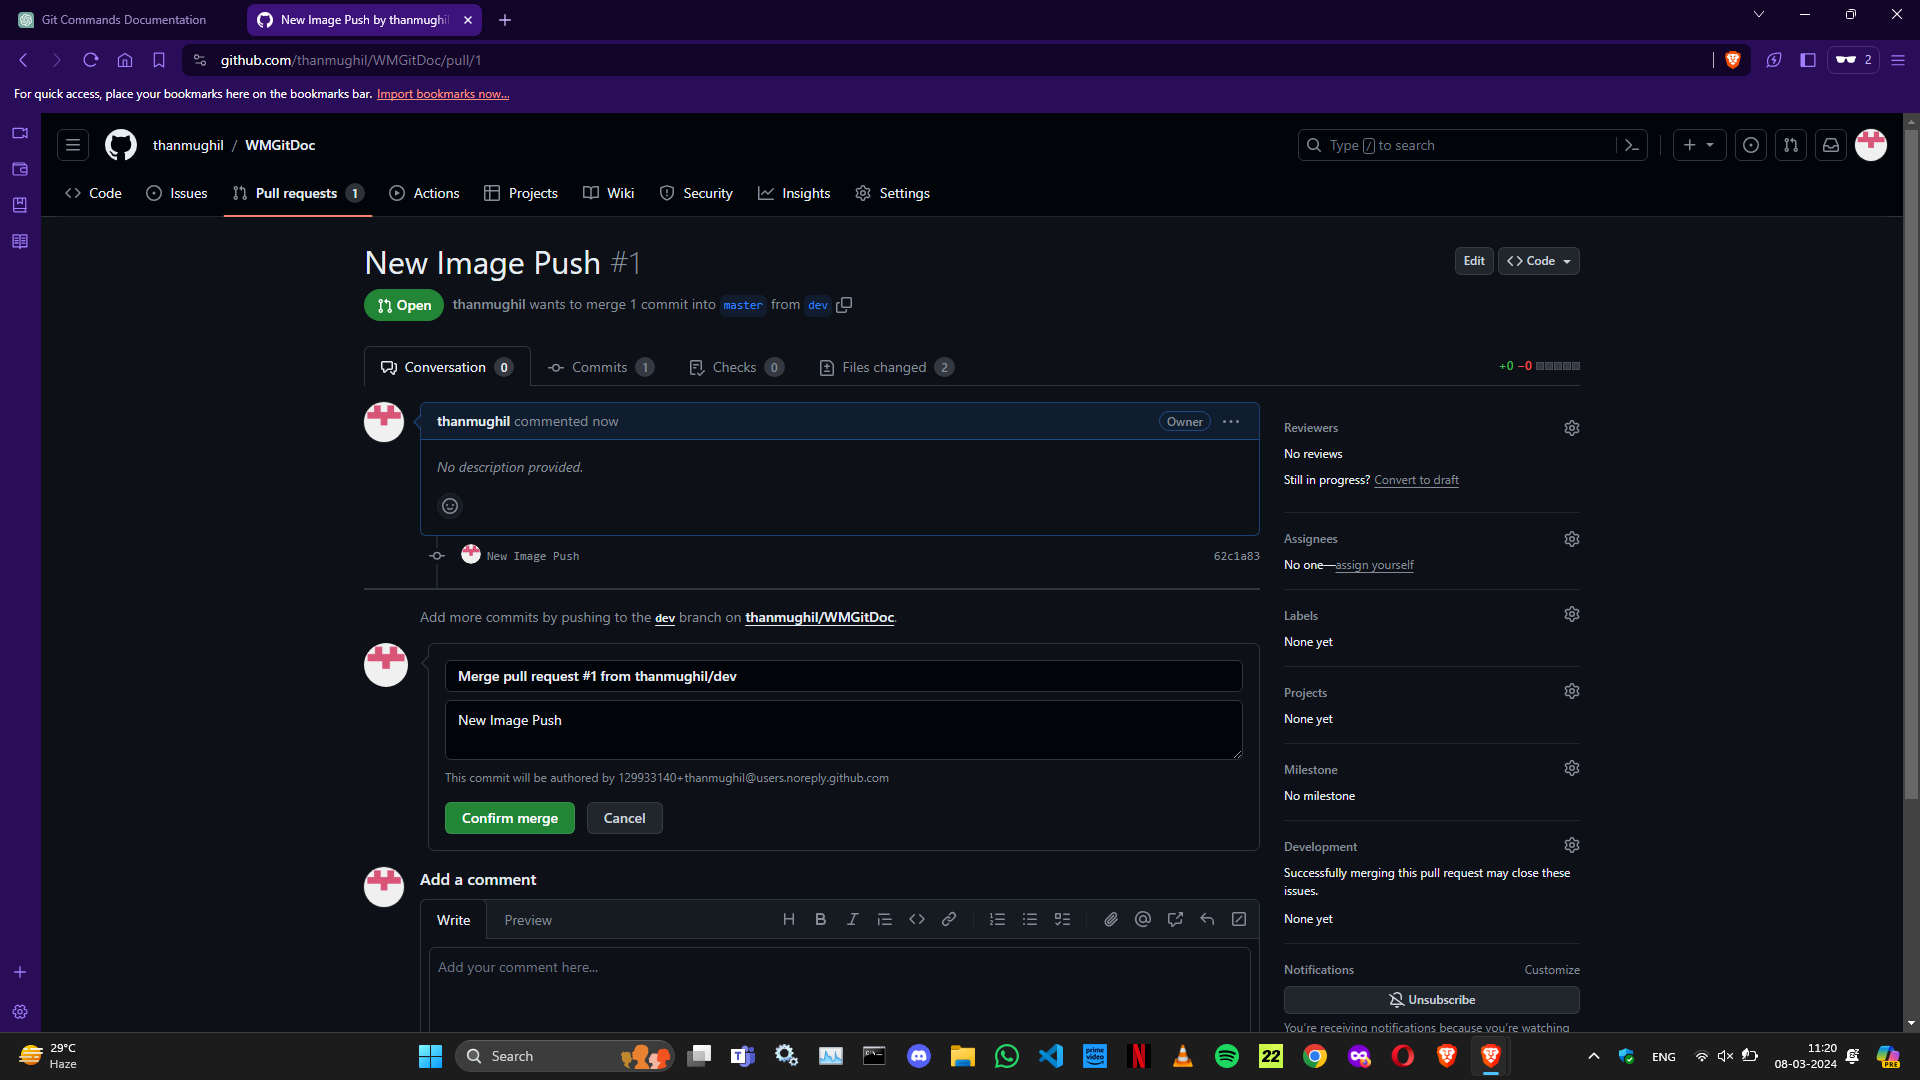 Git Commands Documentation
New Image Push by thanmughil
github.com/thanmughil/WMGitDoc/pull/1
2
For quick access, place your bookmarks here on the bookmarks bar. Import bookmarks now...
thanmughil / WMGitDoc
Type / to search
Code
Issues
Pull requests 1
Actions
Projects
Wiki
Security
Insights
Settings
New Image Push #1
Edit
Code
Open
thanmughil wants to merge 1 commit into master from dev
Conversation 0
Commits 1
Checks 0
Files changed 2
+0 −0
thanmughil commented now
Owner
No description provided.
New Image Push
62c1a83
Add more commits by pushing to the dev branch on thanmughil/WMGitDoc.
Merge pull request #1 from thanmughil/dev
New Image Push
This commit will be authored by 129933140+thanmughil@users.noreply.github.com
Confirm merge
Cancel
Add a comment
Write
Preview
Add your comment here...
Reviewers
No reviews
Still in progress? Convert to draft
Assignees
No one—assign yourself
Labels
None yet
Projects
None yet
Milestone
No milestone
Development
Successfully merging this pull request may close these
issues.
None yet
Notifications
Customize
Unsubscribe
You're receiving notifications because you're watching
29°C
Haze
Search
prime video
N
22
ENG
11:20
08-03-2024
PRE